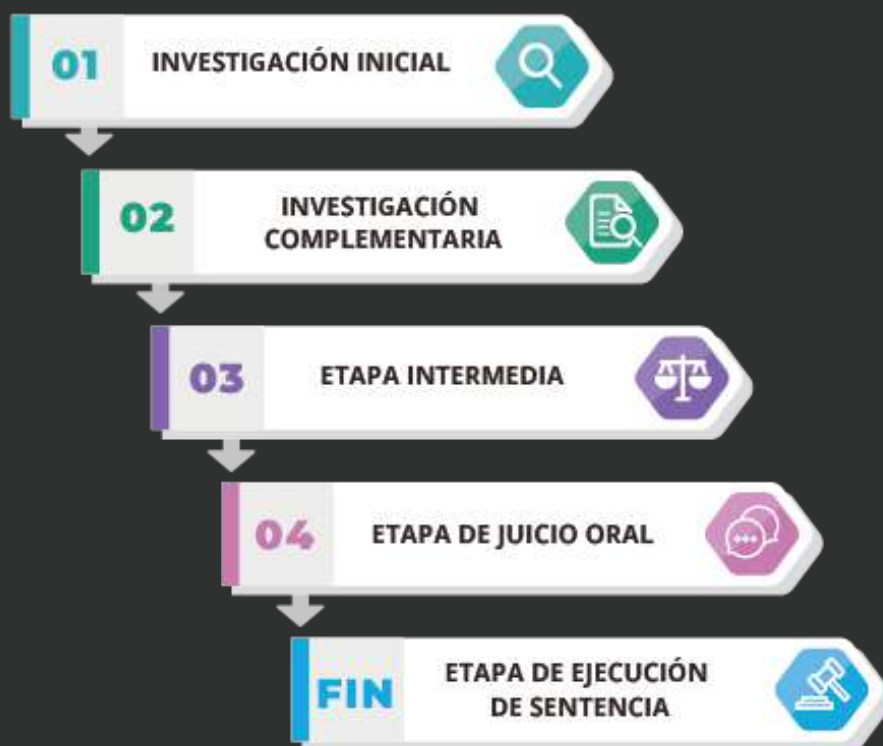 01
INVESTIGACIÓN INICIAL
02
INVESTIGACIÓN
COMPLEMENTARIA
03
ETAPA INTERMEDIA
04
ETAPA DE JUICIO ORAL
FIN
ETAPA DE EJECUCIÓN
DE SENTENCIA